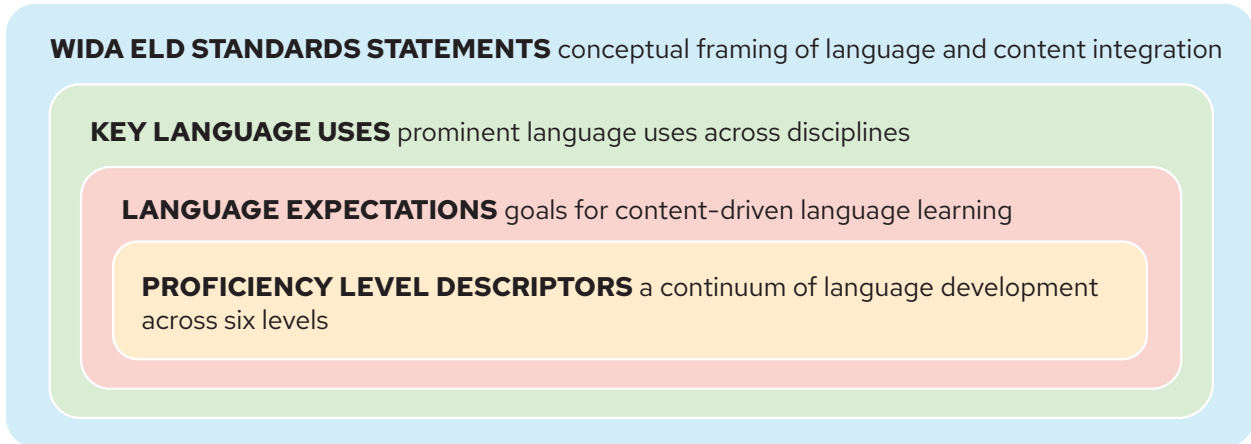 WIDA ELD STANDARDS STATEMENTS conceptual framing of language and content integration
KEY LANGUAGE USES prominent language uses across disciplines
LANGUAGE EXPECTATIONS goals for content-driven language learning
PROFICIENCY LEVEL DESCRIPTORS a continuum of language development
across six levels